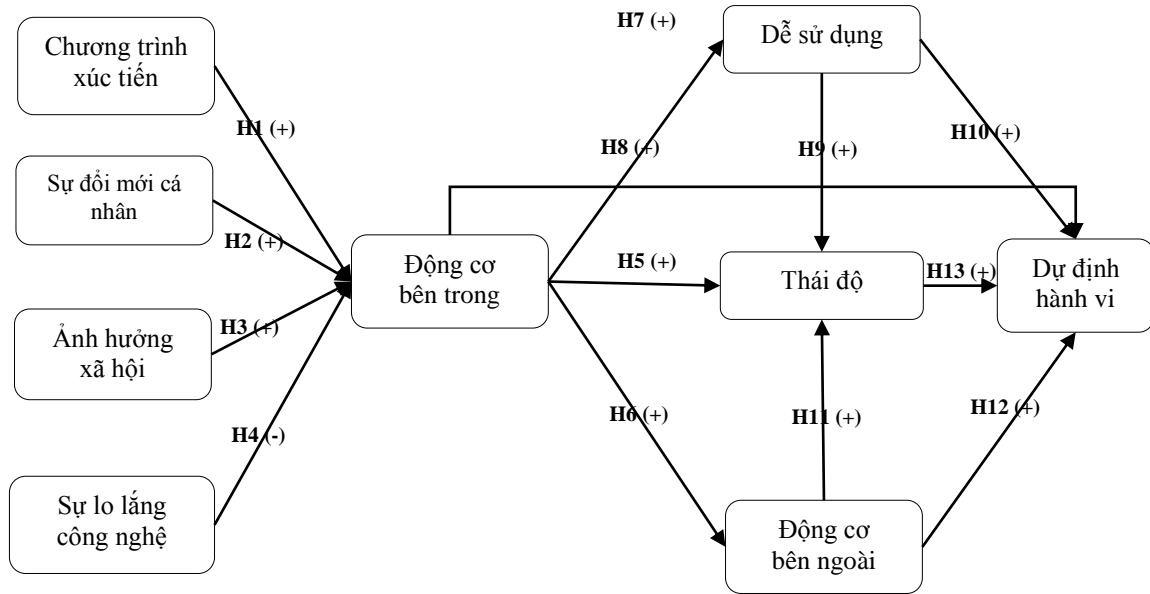 Chương trình
xúc tiến
Sự đổi mới cá
nhân
Ảnh hưởng
xã hội
Sự lo lắng
công nghệ
H1 (+)
H2 (+)
H3 (+)
H4 (-)
Động cơ
bên trong
H7 (+)
H8 (+)
H5 (+)
H6 (+)
Dễ sử dụng
H9 (+)
Thái độ
H11 (+)
Động cơ
bên ngoài
H10 (+)
H13 (+)
H12 (+)
Dự định
hành vi